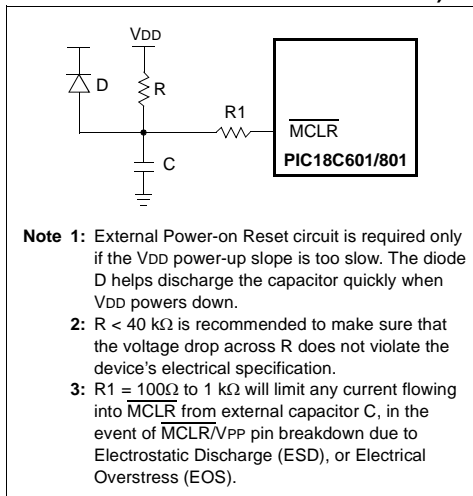 VDD
D
R
R1
MCLR
C
PIC18C601/801
Note 1: External Power-on Reset circuit is required only
if the VDD power-up slope is too slow. The diode
D helps discharge the capacitor quickly when
VDD powers down.
2: R < 40 kΩ is recommended to make sure that
the voltage drop across R does not violate the
device's electrical specification.
3: R1 = 100Ω to 1 kΩ will limit any current flowing
into MCLR from external capacitor C, in the
event of MCLR/VPP pin breakdown due to
Electrostatic Discharge (ESD), or Electrical
Overstress (EOS).